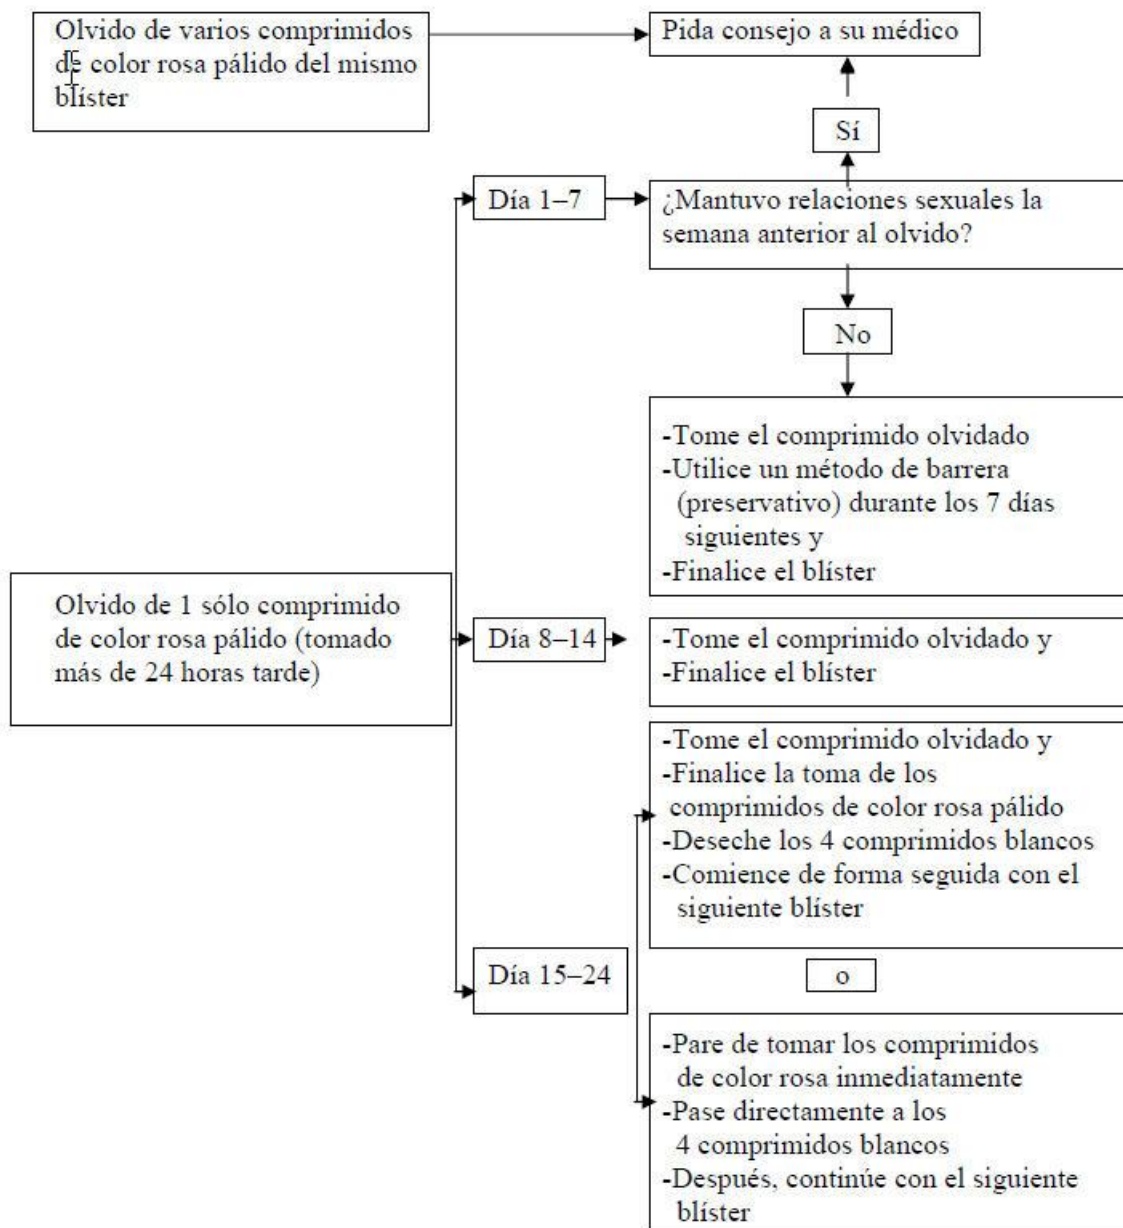 Olvido de varios comprimidos
de color rosa pálido del mismo
blíster
Pida consejo a su médico
Sí
Día 1–7
¿Mantuvo relaciones sexuales la
semana anterior al olvido?
No
-Tome el comprimido olvidado
-Utilice un método de barrera
(preservativo) durante los 7 días
siguientes y
-Finalice el blíster
Olvido de 1 sólo comprimido
de color rosa pálido (tomado
más de 24 horas tarde)
Día 8–14
-Tome el comprimido olvidado y
-Finalice el blíster
-Tome el comprimido olvidado y
-Finalice la toma de los
comprimidos de color rosa pálido
-Deseche los 4 comprimidos blancos
-Comience de forma seguida con el
siguiente blíster
Día 15–24
o
-Pare de tomar los comprimidos
de color rosa inmediatamente
-Pase directamente a los
4 comprimidos blancos
-Después, continúe con el siguiente
blíster